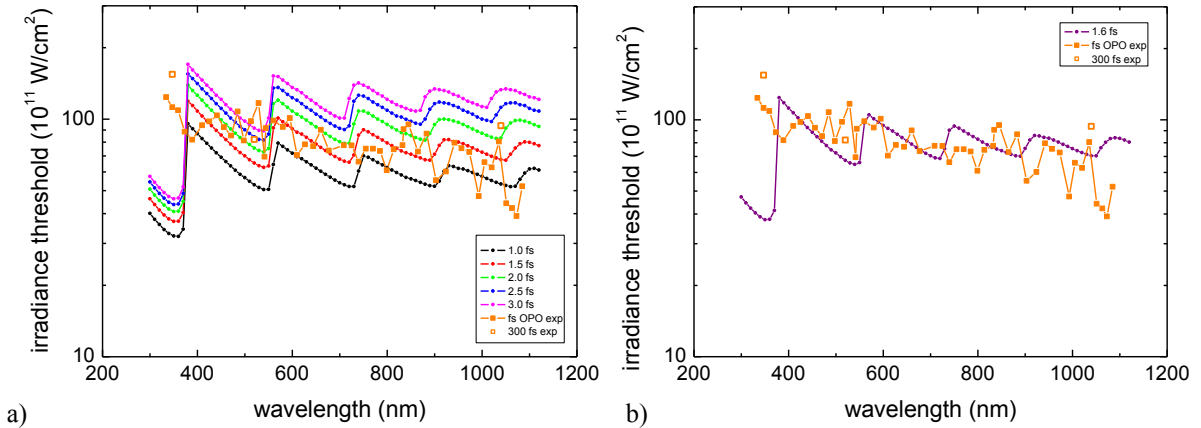 irradiance threshold (10¹¹ W/cm²)
100
10
1.0 fs
1.5 fs
2.0 fs
2.5 fs
3.0 fs
fs OPO exp
300 fs exp
200 400 600 800 1000 1200
wavelength (nm)
a)
irradiance threshold (10¹¹ W/cm²)
100
10
1.6 fs
fs OPO exp
300 fs exp
200 400 600 800 1000 1200
wavelength (nm)
b)